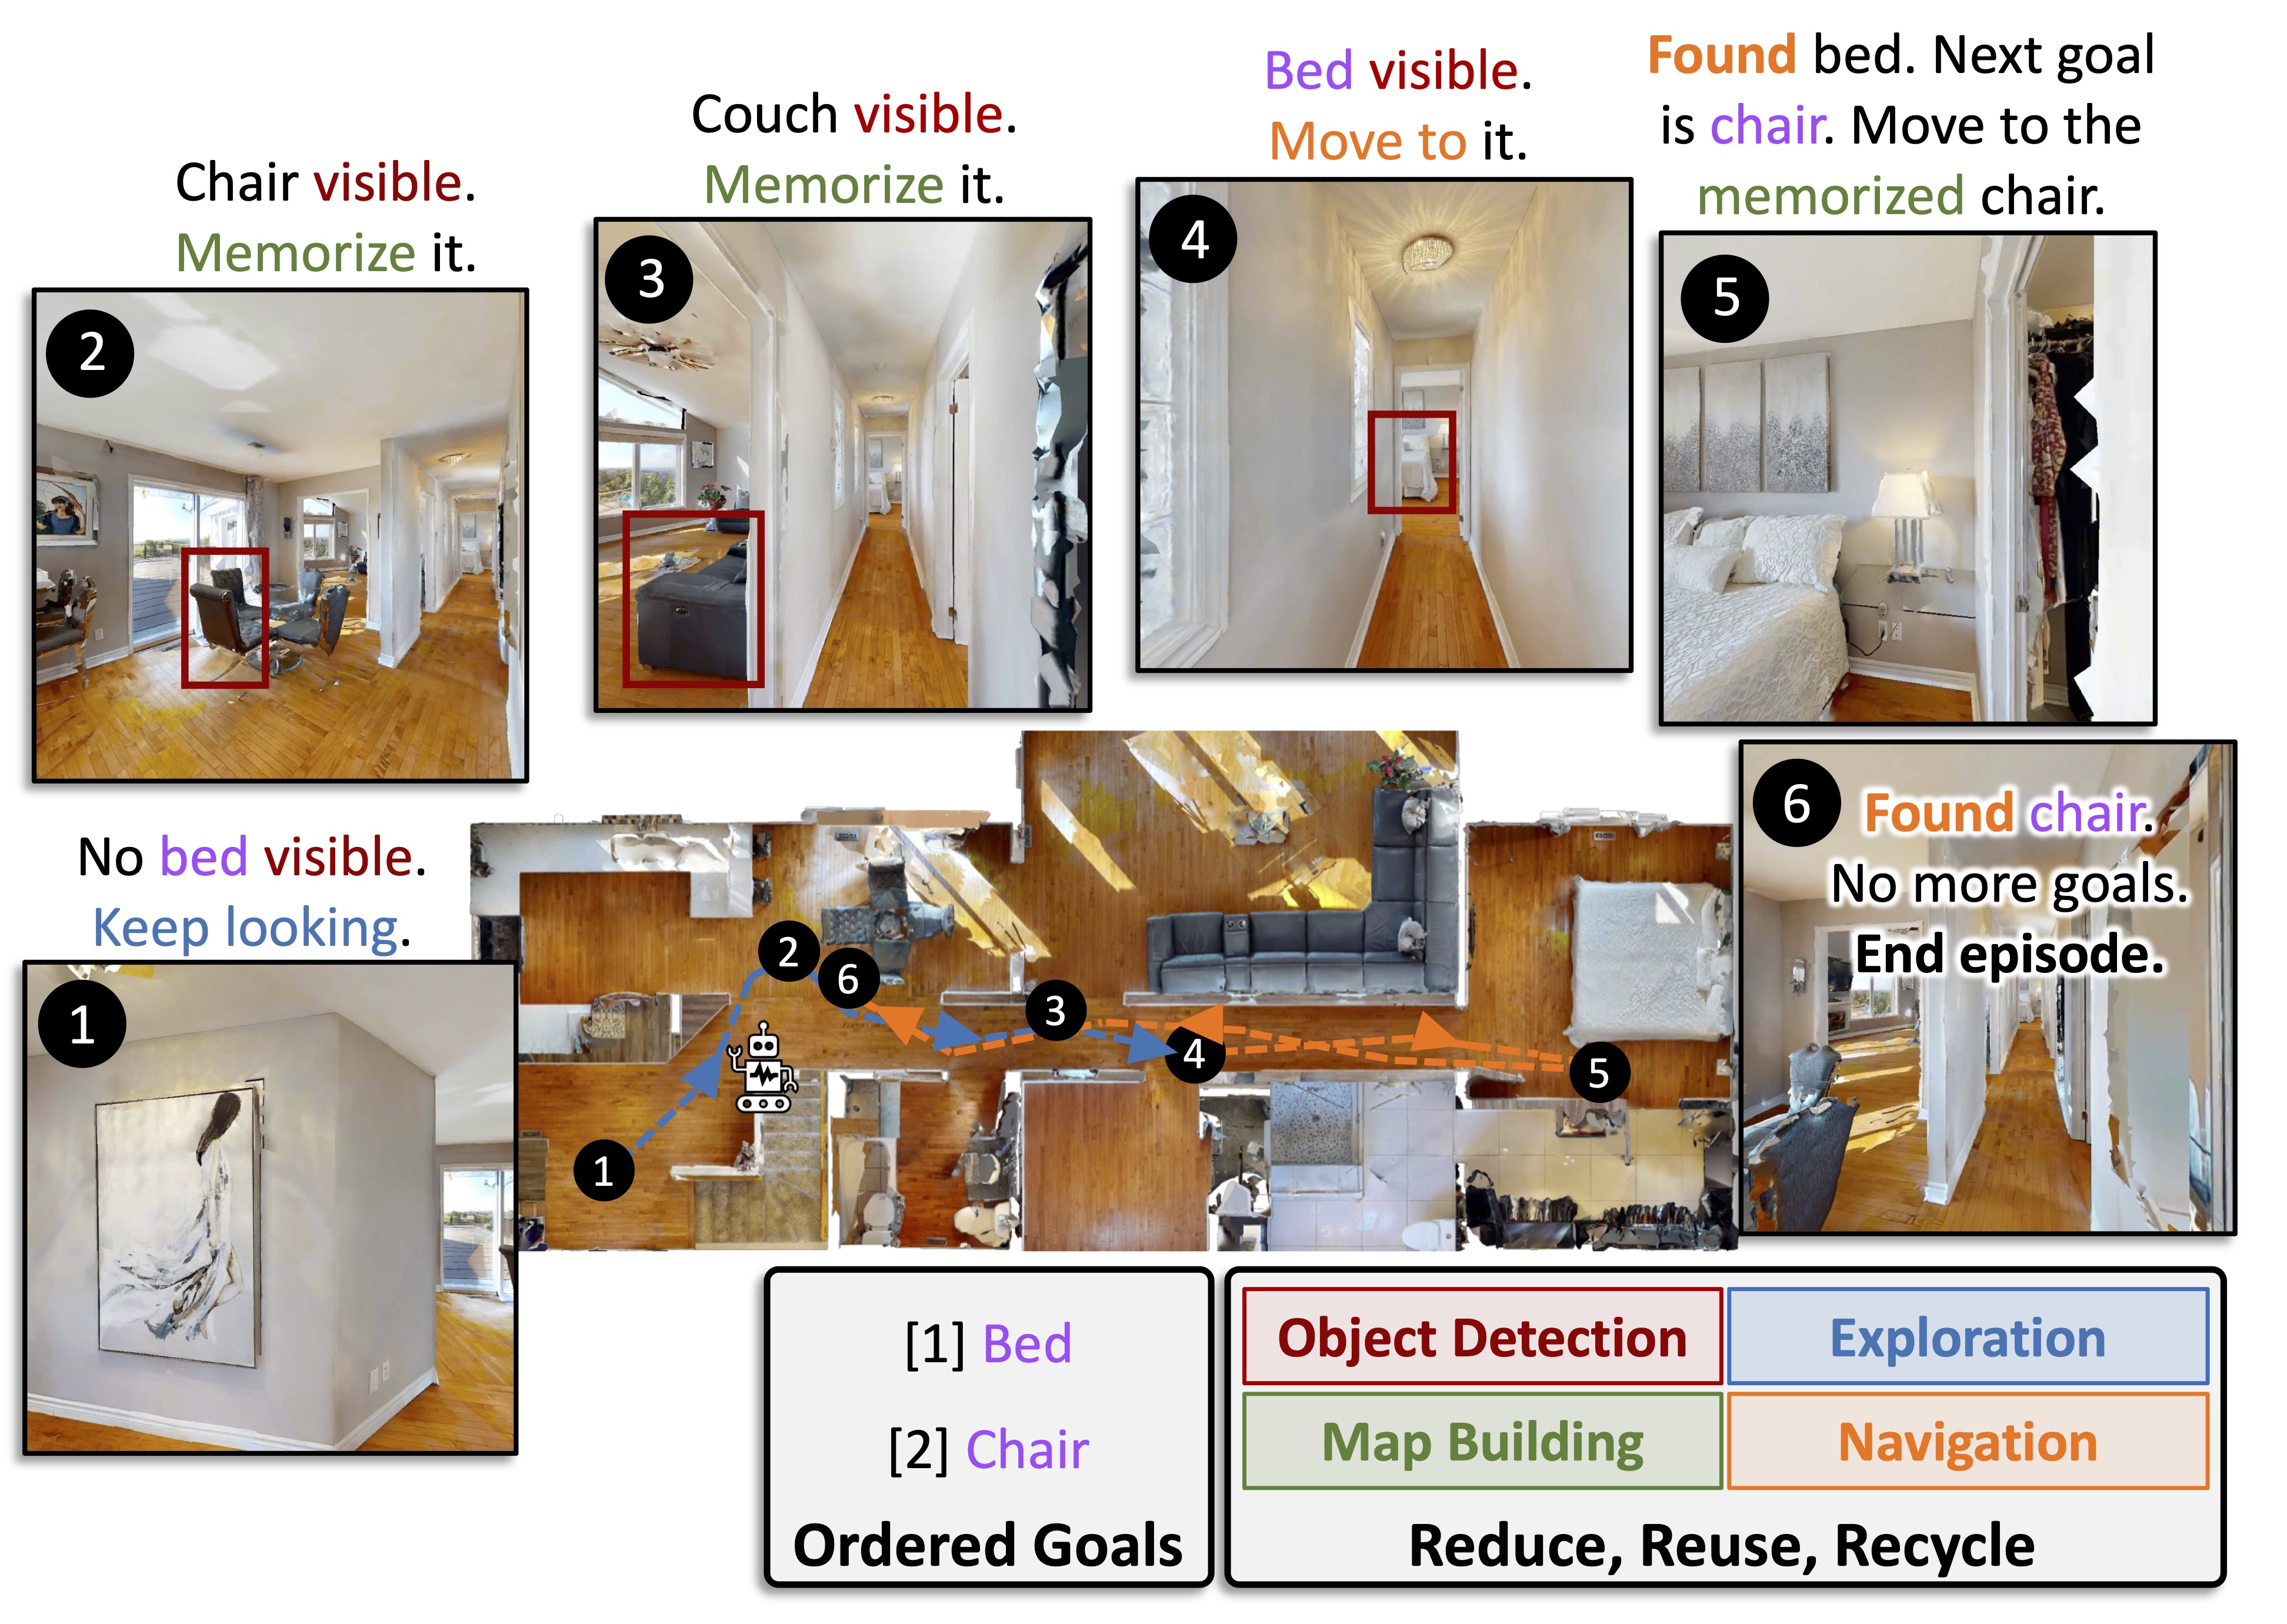 No bed visible.
Keep looking.
1
Chair visible.
Memorize it.
2
Couch visible.
Memorize it.
3
Bed visible.
Move to it.
4
Found bed. Next goal
is chair. Move to the
memorized chair.
5
6
Found chair.
No more goals.
End episode.
2
6
3
4
5
1
[1] Bed
[2] Chair
Ordered Goals
Object Detection
Exploration
Map Building
Navigation
Reduce, Reuse, Recycle